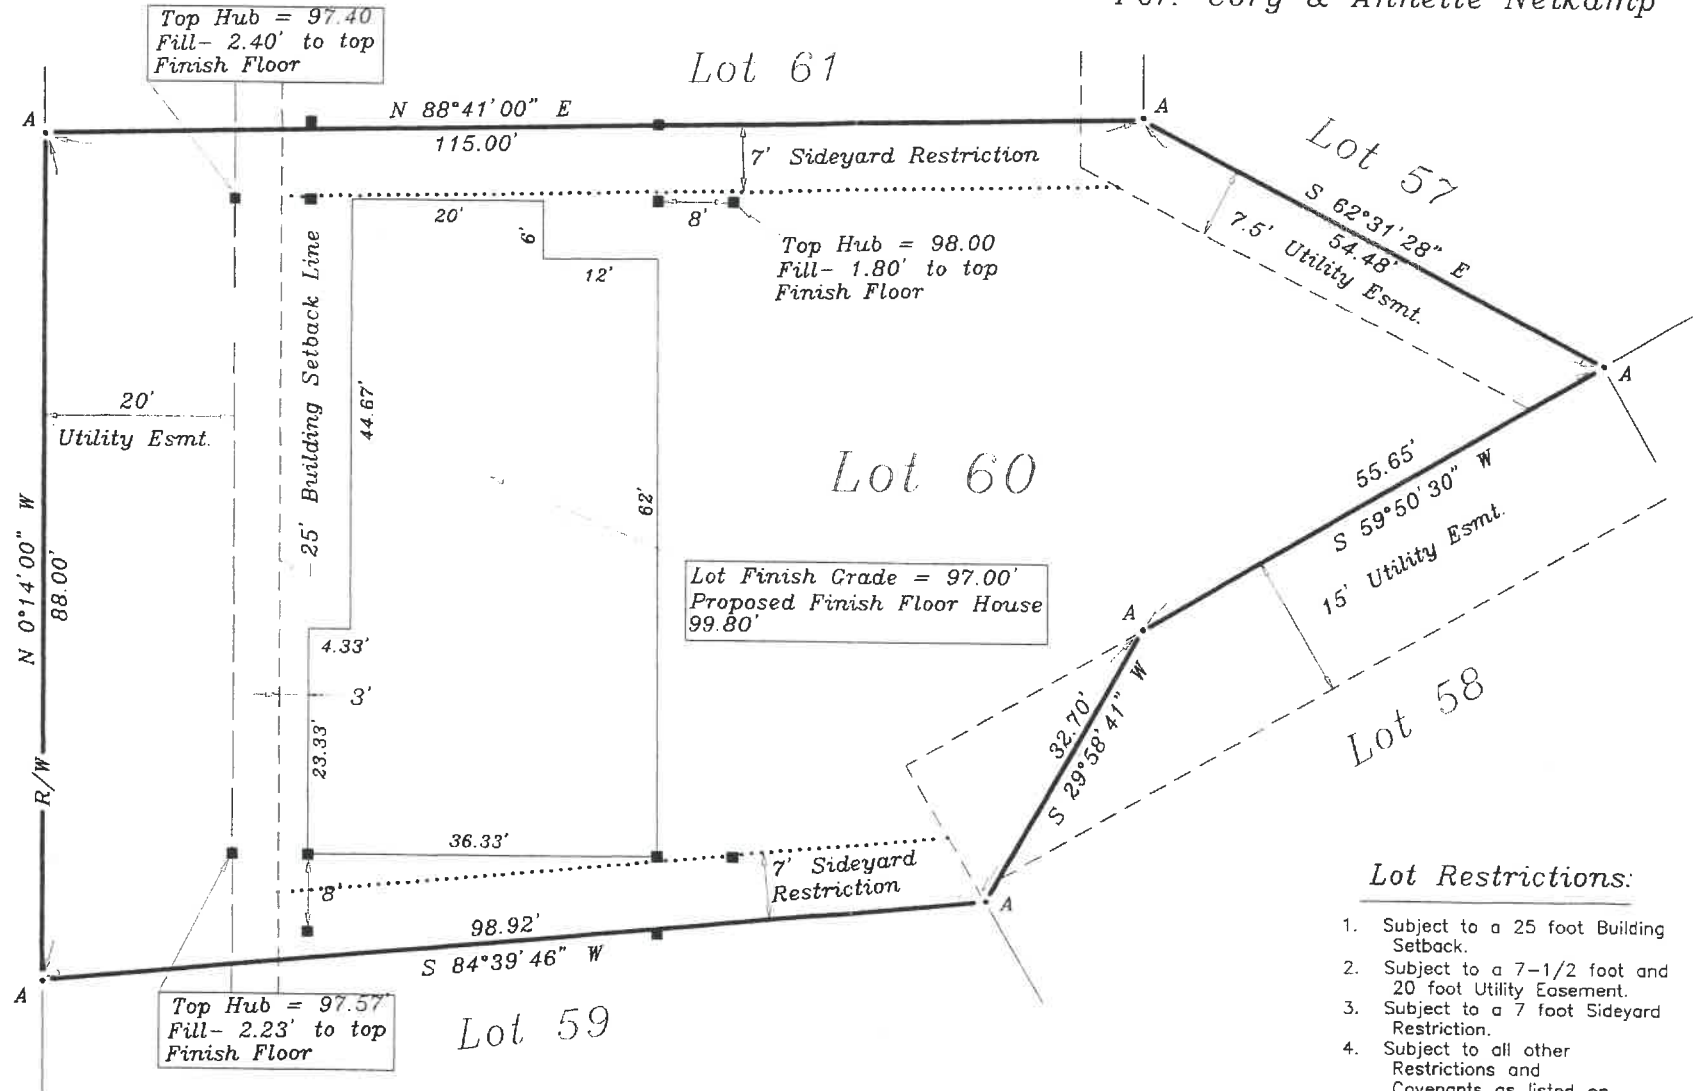 For: Cory & Annette Nelkamp
Top Hub = 97.40
Fill- 2.40' to top
Finish Floor
Lot 61
A
N 88°41'00" E
115.00'
A
7' Sideyard Restriction
Lot 57
S 62°31'28" E
54.48'
7.5' Utility Esmt.
20'
6'
12'
8'
Top Hub = 98.00
Fill- 1.80' to top
Finish Floor
25' Building Setback Line
44.67'
20'
Utility Esmt.
A
Lot 60
62'
55.65'
S 59°50'30" W
15' Utility Esmt.
N 0°14'00" W
88.00'
Lot Finish Grade = 97.00'
Proposed Finish Floor House
99.80'
A
4.33'
3'
23.33'
32.70'
S 29°58'41" W
Lot 58
R/W
36.33'
8'
7' Sideyard
Restriction
A
98.92'
S 84°39'46" W
A
Top Hub = 97.57'
Fill- 2.23' to top
Finish Floor
Lot 59
Lot Restrictions:
1. Subject to a 25 foot Building
Setback.
2. Subject to a 7-1/2 foot and
20 foot Utility Easement.
3. Subject to a 7 foot Sideyard
Restriction.
4. Subject to all other
Restrictions and
Covenants as listed on